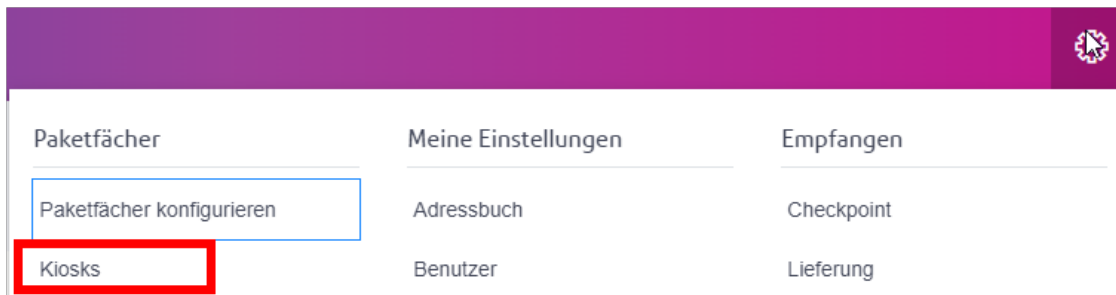 Paketfächer
Meine Einstellungen
Empfangen
Paketfächer konfigurieren
Adressbuch
Checkpoint
Kiosks
Benutzer
Lieferung